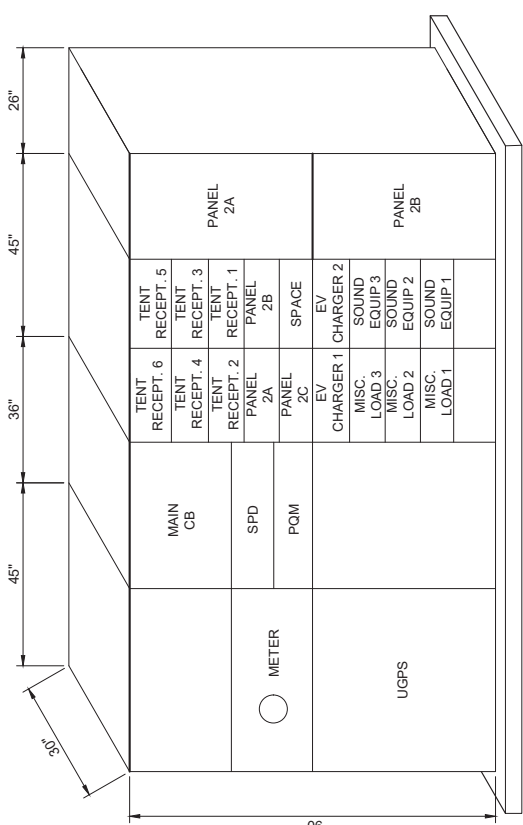 30"
45"
36"
45"
26"
MAIN
CB
TENT
RECEPT. 6
TENT
RECEPT. 5
TENT
RECEPT. 4
TENT
RECEPT. 3
TENT
RECEPT. 2
TENT
RECEPT. 1
PANEL
2A
METER
SPD
PANEL
2A
PANEL
2B
PQM
PANEL
2C
SPACE
UGPS
EV
CHARGER 1
EV
CHARGER 2
MISC.
LOAD 3
SOUND
EQUIP 3
MISC.
LOAD 2
SOUND
EQUIP 2
MISC.
LOAD 1
SOUND
EQUIP 1
PANEL
2B